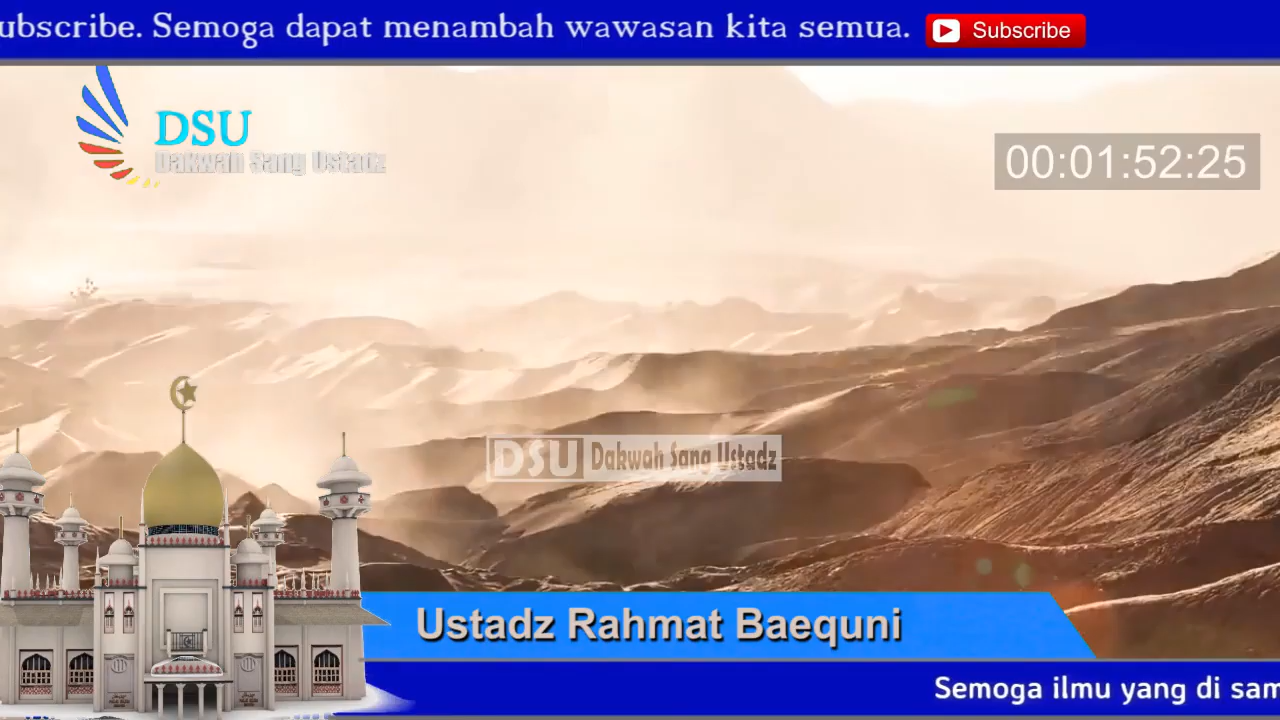 ubscribe. Semoga dapat menambah wawasan kita semua.
Subscribe
DSU
Dakwah Sang Ustadz
00:01:52:25
DSU Dakwah Sang Ustadz
Ustadz Rahmat Baequni
Semoga ilmu yang di sam